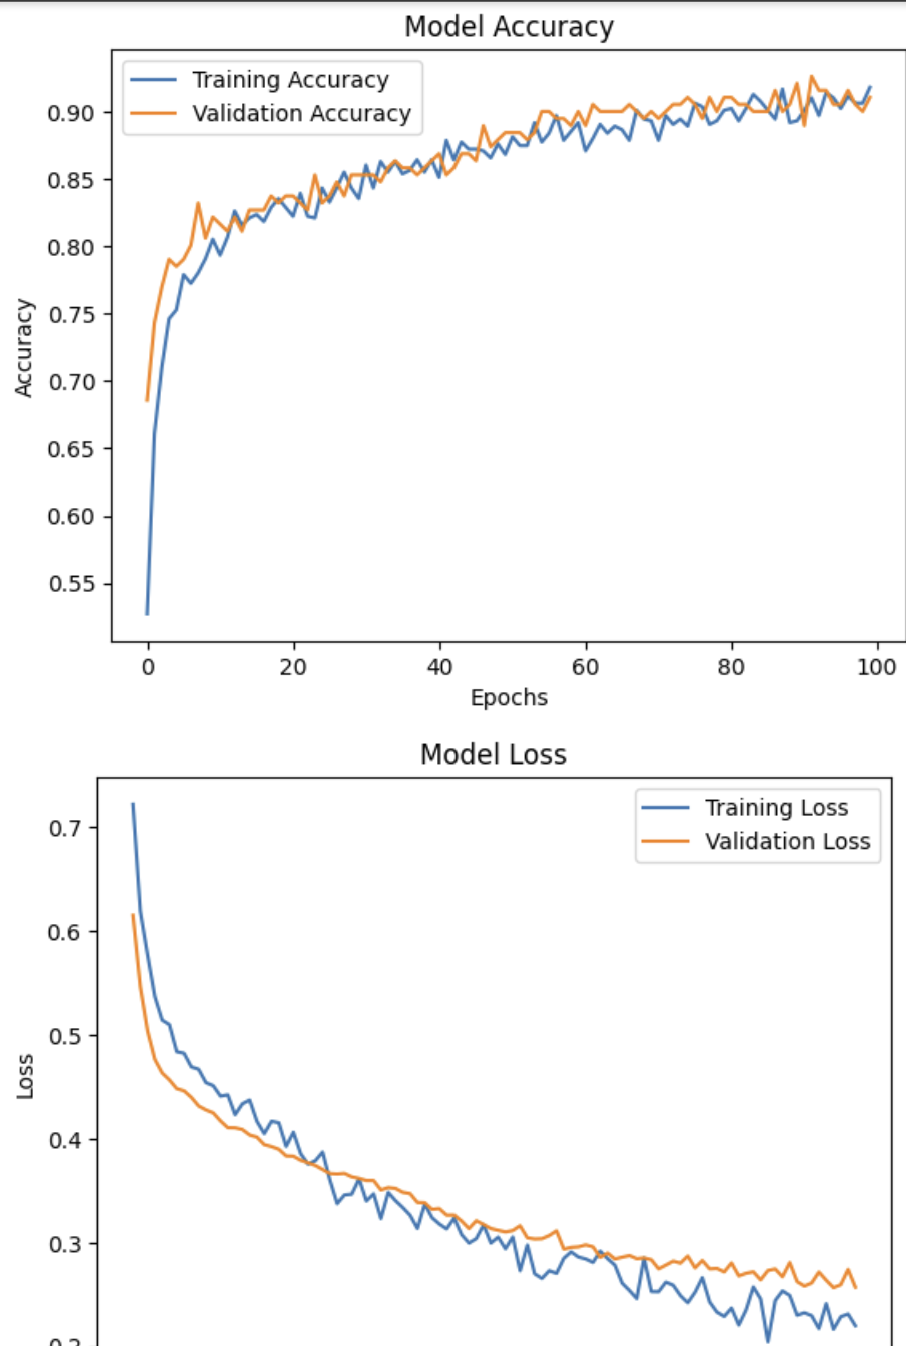 Model Accuracy
Training Accuracy
Validation Accuracy
0.90
0.85
0.80
0.75
0.70
0.65
0.60
0.55
Accuracy
0
20
40
60
80
100
Epochs
Model Loss
Training Loss
Validation Loss
0.7
0.6
0.5
0.4
0.3
Loss